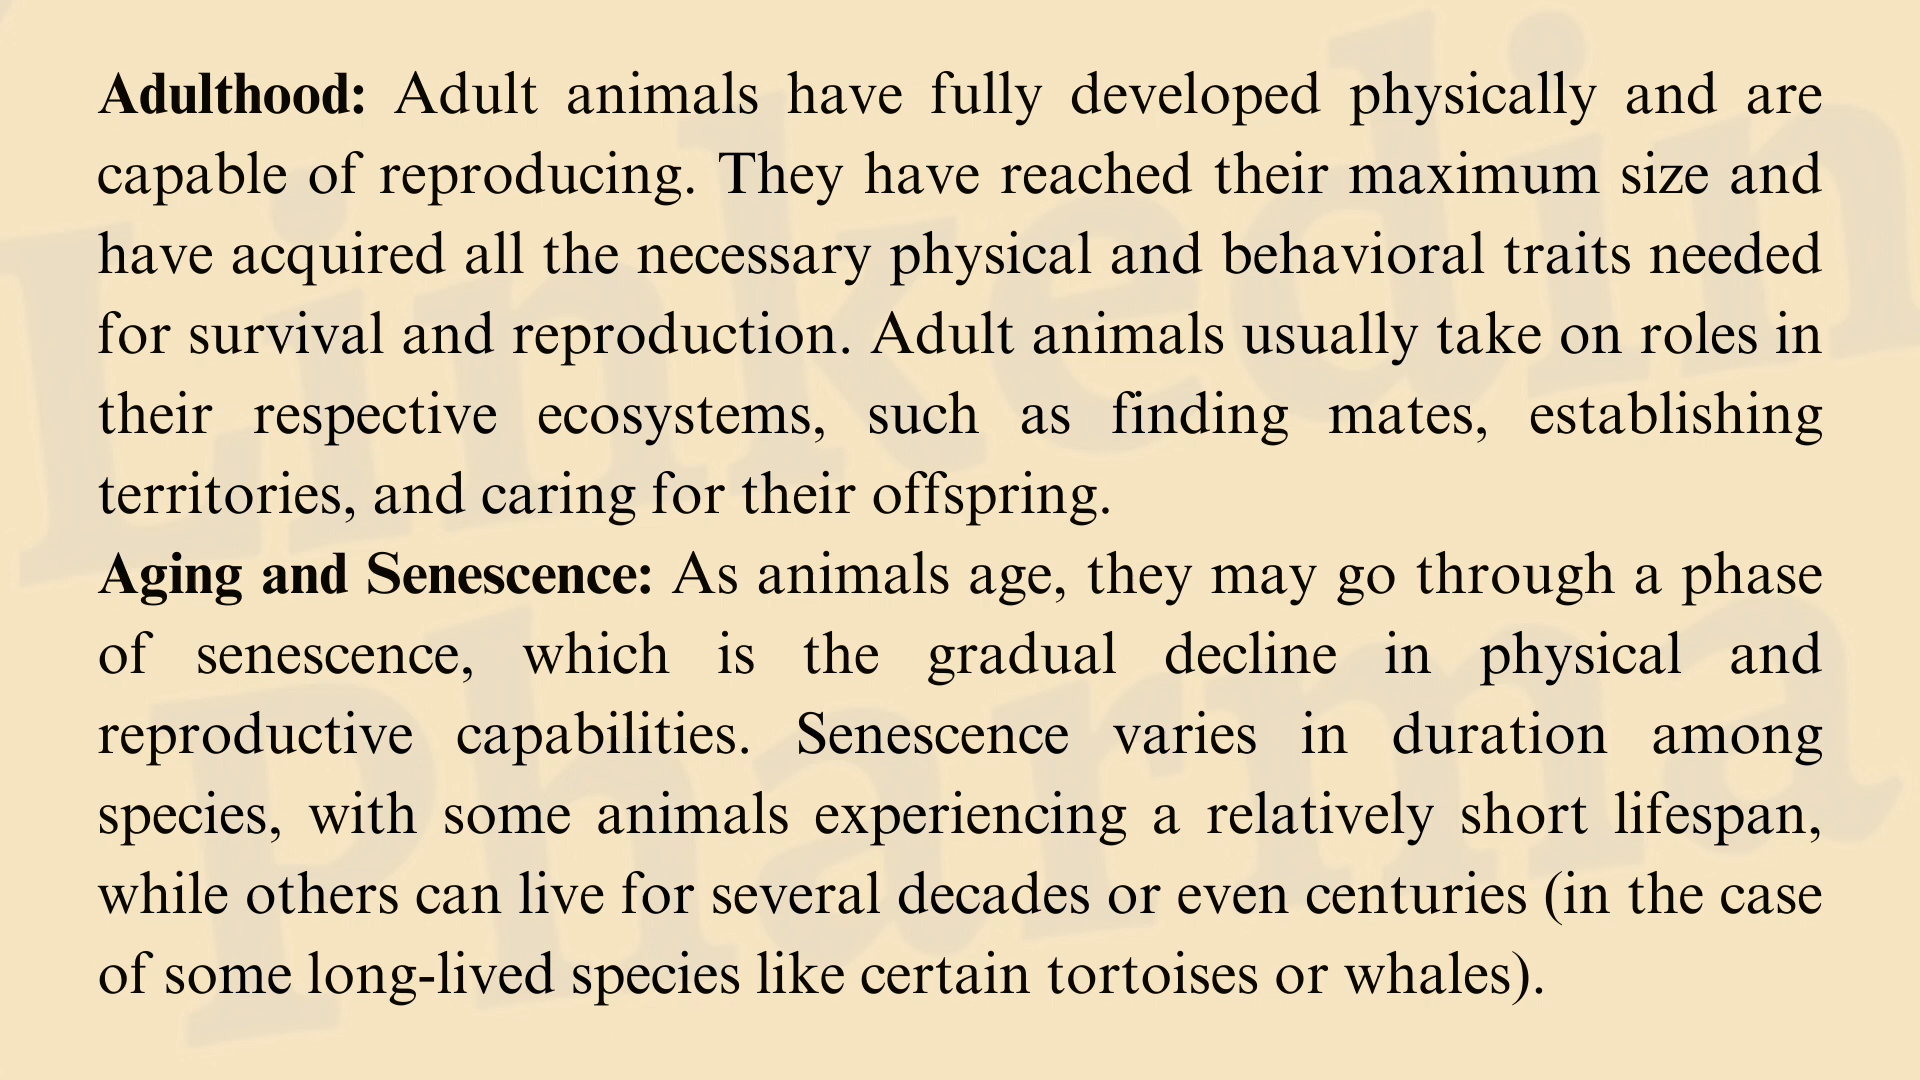 Adulthood: Adult animals have fully developed physically and are
capable of reproducing. They have reached their maximum size and
have acquired all the necessary physical and behavioral traits needed
for survival and reproduction. Adult animals usually take on roles in
their respective ecosystems, such as finding mates, establishing
territories, and caring for their offspring.
Aging and Senescence: As animals age, they may go through a phase
of senescence, which is the gradual decline in physical and
reproductive capabilities. Senescence varies in duration among
species, with some animals experiencing a relatively short lifespan,
while others can live for several decades or even centuries (in the case
of some long-lived species like certain tortoises or whales).
Linkedin
Pharma